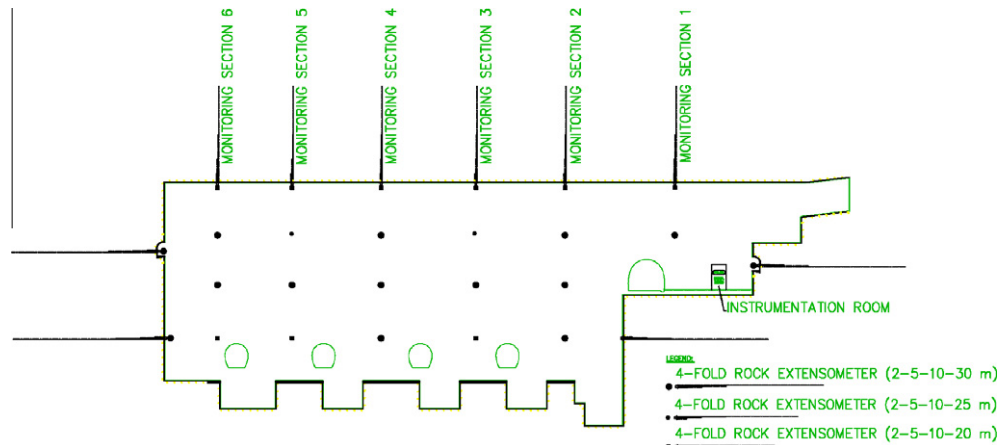 MONITORING SECTION 6
MONITORING SECTION 5
MONITORING SECTION 4
MONITORING SECTION 3
MONITORING SECTION 2
MONITORING SECTION 1
INSTRUMENTATION ROOM
LEGEND:
4-FOLD ROCK EXTENSOMETER (2-5-10-30 m)
4-FOLD ROCK EXTENSOMETER (2-5-10-25 m)
4-FOLD ROCK EXTENSOMETER (2-5-10-20 m)